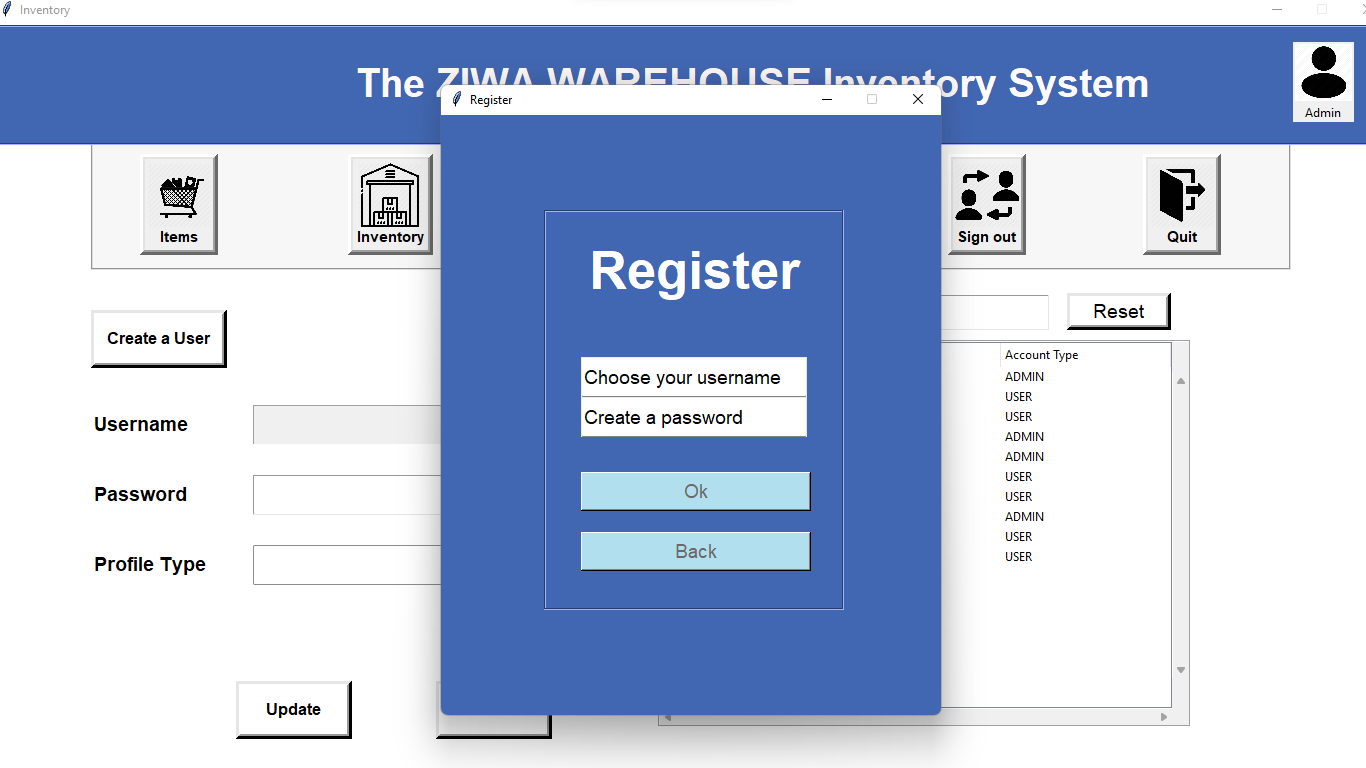 Inventory
The ZIWA WAREHOUSE Inventory System
Admin
Register
Items
Inventory
Sign out
Quit
Register
Create a User
Reset
Choose your username
Create a password
Account Type
ADMIN
USER
USER
ADMIN
ADMIN
USER
USER
ADMIN
USER
USER
Username
Password
Profile Type
Ok
Back
Update